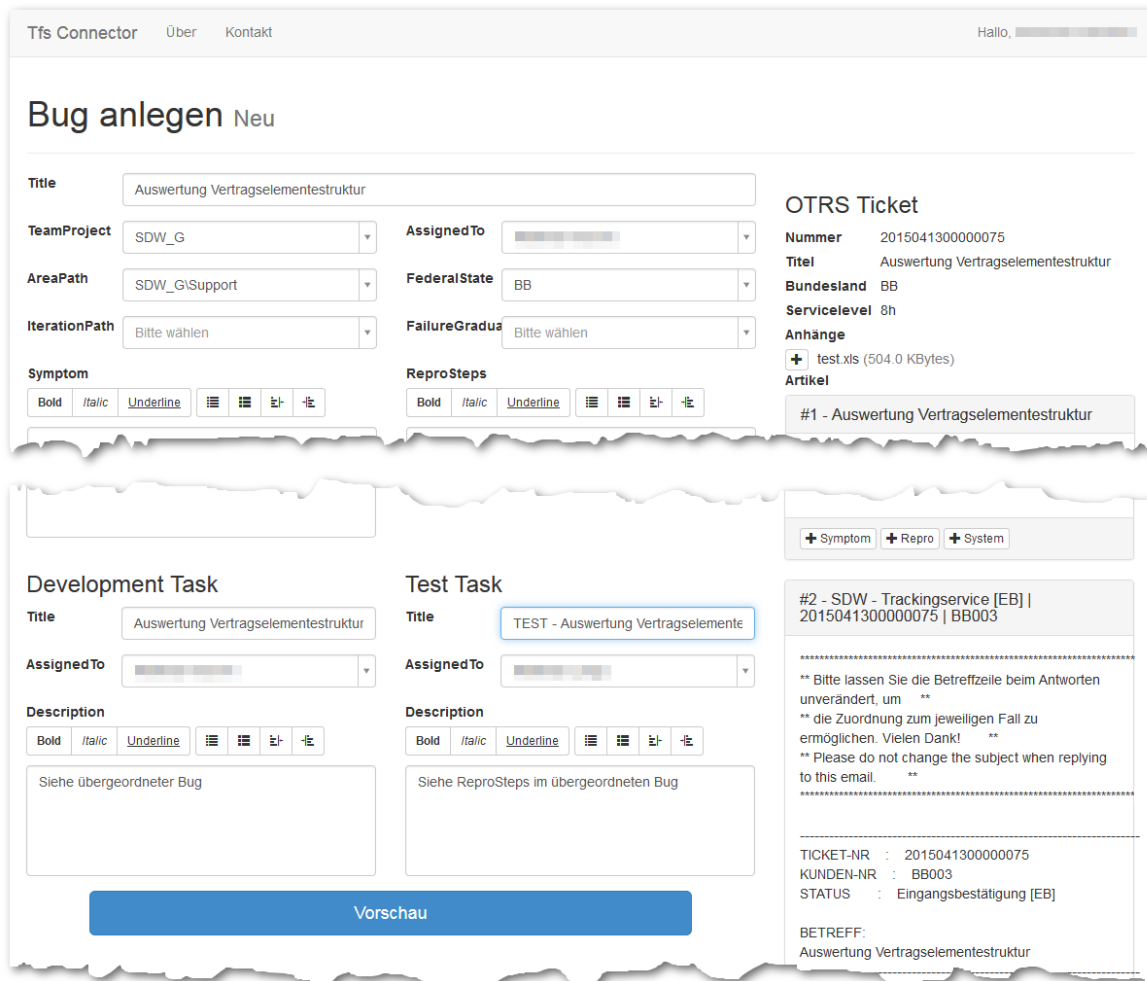 Tfs Connector Über Kontakt Hallo,
Bug anlegen Neu
Title Auswertung Vertragselementestruktur
TeamProject SDW_G AssignedTo
AreaPath SDW_G\Support FederalState BB
IterationPath Bitte wählen FailureGradua Bitte wählen
Symptom ReproSteps
Bold Italic Underline Bold Italic Underline
OTRS Ticket
Nummer 2015041300000075
Titel Auswertung Vertragselementestruktur
Bundesland BB
Servicelevel 8h
Anhänge
test.xls (504.0 KBytes)
Artikel
#1 - Auswertung Vertragselementestruktur
Symptom Repro System
Development Task Test Task
Title Auswertung Vertragselementestruktur Title TEST - Auswertung Vertragselemente
AssignedTo AssignedTo
Description Description
Bold Italic Underline Bold Italic Underline
Siehe übergeordneter Bug Siehe ReproSteps im übergeordneten Bug
Vorschau
#2 - SDW - Trackingservice [EB] |
2015041300000075 | BB003
**********************************************************************
** Bitte lassen Sie die Betreffzeile beim Antworten
unverändert, um **
** die Zuordnung zum jeweiligen Fall zu
ermöglichen. Vielen Dank! **
** Please do not change the subject when replying
to this email. **
**********************************************************************
----------------------------------------------------------------------
TICKET-NR : 2015041300000075
KUNDEN-NR : BB003
STATUS : Eingangsbestätigung [EB]
BETREFF:
Auswertung Vertragselementestruktur
----------------------------------------------------------------------